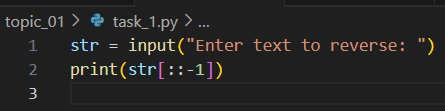 topic_01 > task_1.py > ...
1 str = input("Enter text to reverse: ")
2 print(str[::-1])
3